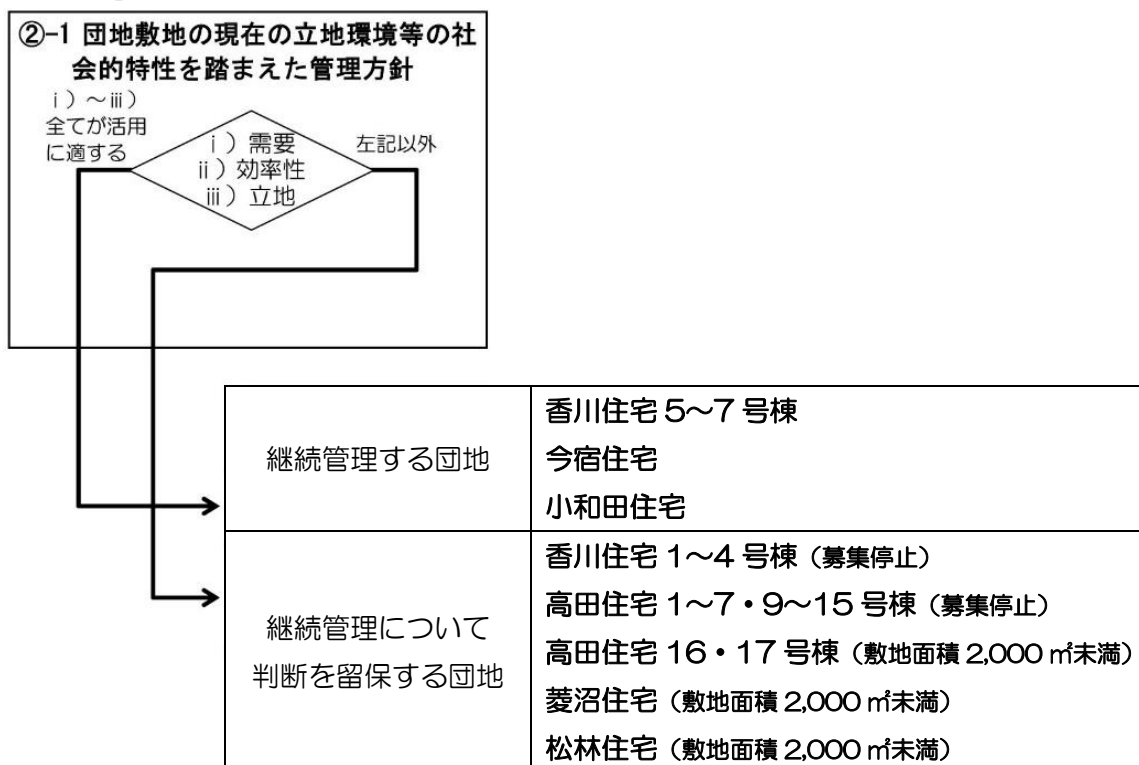 ②-1 団地敷地の現在の立地環境等の社
会的特性を踏まえた管理方針
ⅰ）～ⅲ）
全てが活用
に適する
ⅰ）需要
ⅱ）効率性
ⅲ）立地
左記以外
継続管理する団地
香川住宅 5～7 号棟
今宿住宅
小和田住宅
継続管理について
判断を留保する団地
香川住宅 1～4 号棟（募集停止）
高田住宅 1～7・9～15 号棟（募集停止）
高田住宅 16・17 号棟（敷地面積 2,000 ㎡未満）
菱沼住宅（敷地面積 2,000 ㎡未満）
松林住宅（敷地面積 2,000 ㎡未満）